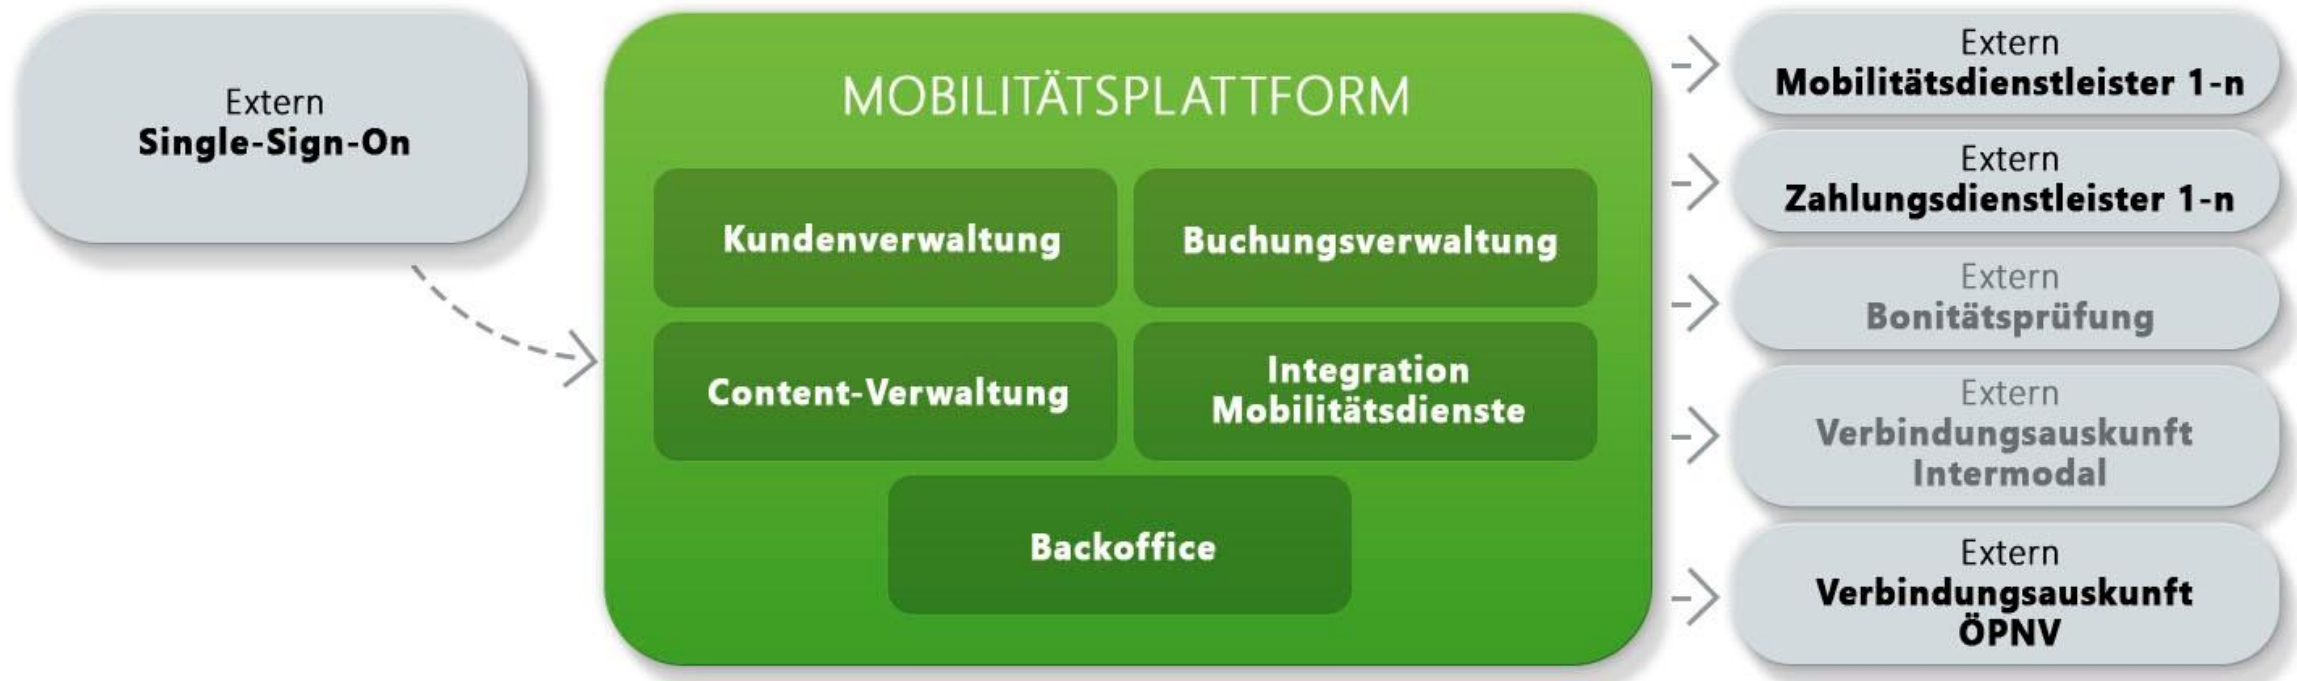 Extern
Single-Sign-On
MOBILITÄTSPLATTFORM
Kundenverwaltung
Buchungsverwaltung
Content-Verwaltung
Integration
Mobilitätsdienste
Backoffice
Extern
Mobilitätsdienstleister 1-n
Extern
Zahlungsdienstleister 1-n
Extern
Bonitätsprüfung
Extern
Verbindungsauskunft
Intermodal
Extern
Verbindungsauskunft
ÖPNV